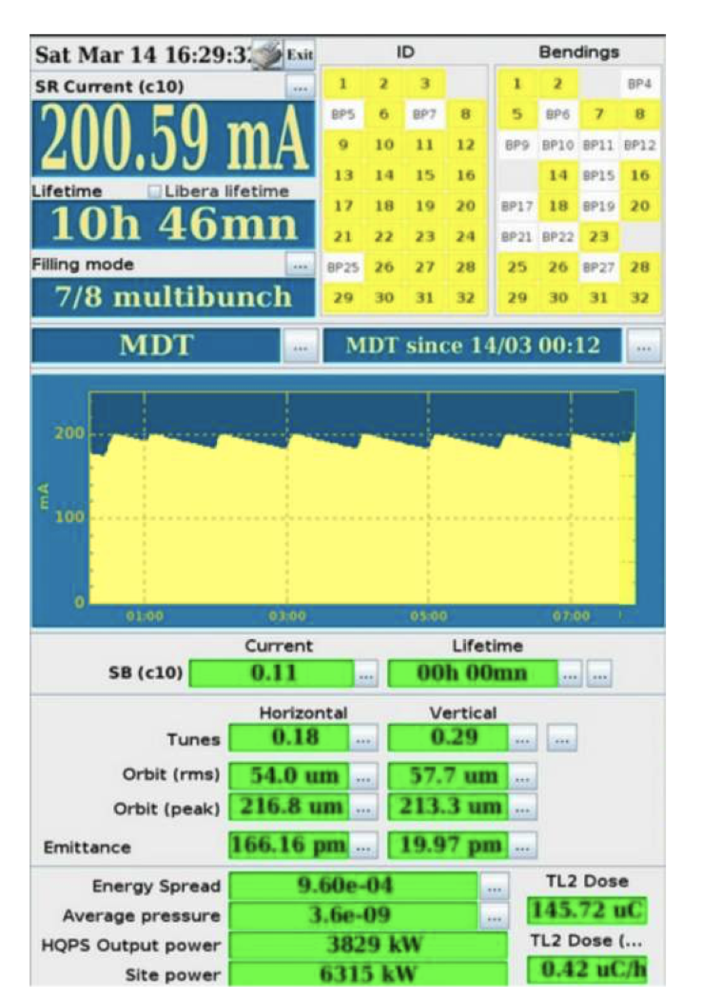 Sat Mar 14 16:29:3
Exit
SR Current (c10) ...
200.59 mA
Lifetime Libera lifetime
10h 46mn
Filling mode ...
7/8 multibunch
ID
1 2 3
BP5 6 BP7 8
9 10 11 12
13 14 15 16
17 18 19 20
21 22 23 24
BP25 26 27 28
29 30 31 32
Bendings
1 2 BP4
5 BP6 7 8
BP9 BP10 BP11 BP12
14 BP15 16
BP17 18 BP19 20
BP21 BP22 23
25 26 BP27 28
29 30 31 32
MDT ... MDT since 14/03 00:12 ...
200
mA
100
0
01:00 03:00 05:00 07:00
Current Lifetime
SB (c10) 0.11 ... 00h 00mn ... ...
Horizontal Vertical
Tunes 0.18 ... 0.29 ... ...
Orbit (rms) 54.0 um ... 57.7 um ...
Orbit (peak) 216.8 um ... 213.3 um ...
Emittance 166.16 pm ... 19.97 pm ...
Energy Spread 9.60e-04 ...
Average pressure 3.6e-09 ...
HQPS Output power 3829 kW
Site power 6315 kW
TL2 Dose
145.72 uC
TL2 Dose (...
0.42 uC/h